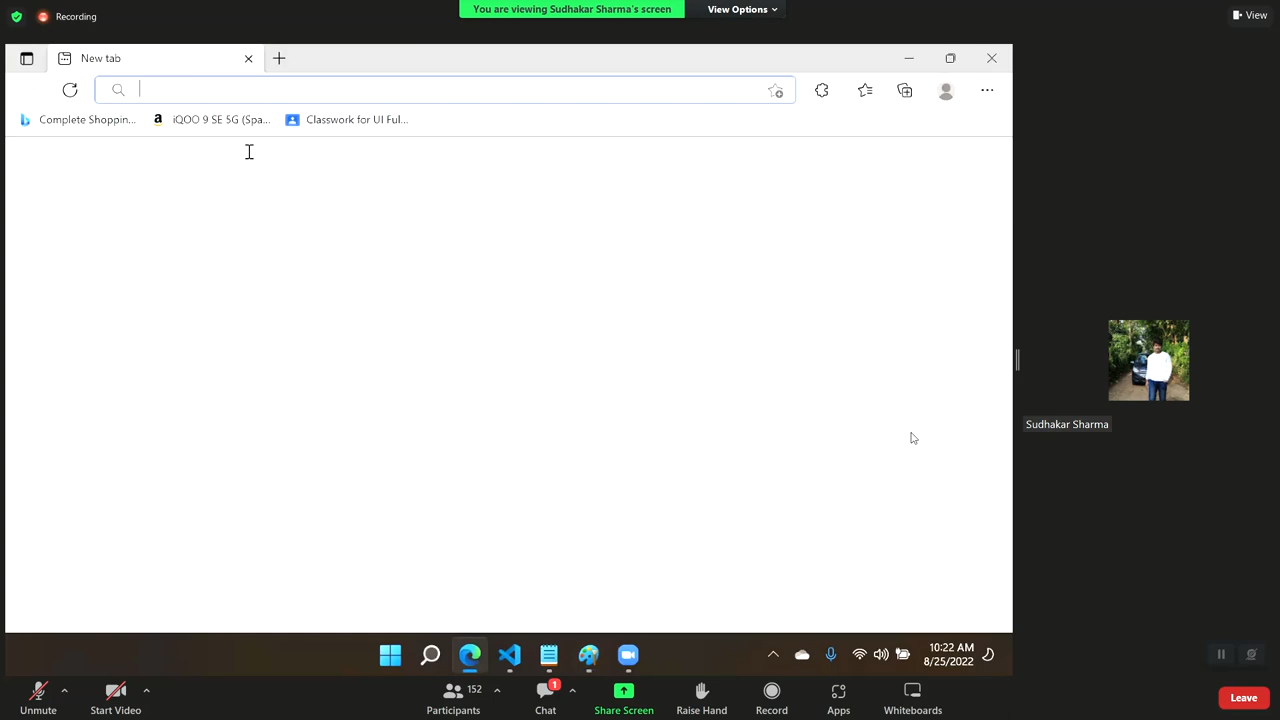 Recording
You are viewing Sudhakar Sharma's screen
View Options
View
New tab
Complete Shoppin...
a
iQOO 9 SE 5G (Spa...
Classwork for UI Ful...
Sudhakar Sharma
10:22 AM
8/25/2022
Unmute
Start Video
152
Participants
1
Chat
Share Screen
Raise Hand
Record
Apps
Whiteboards
Leave